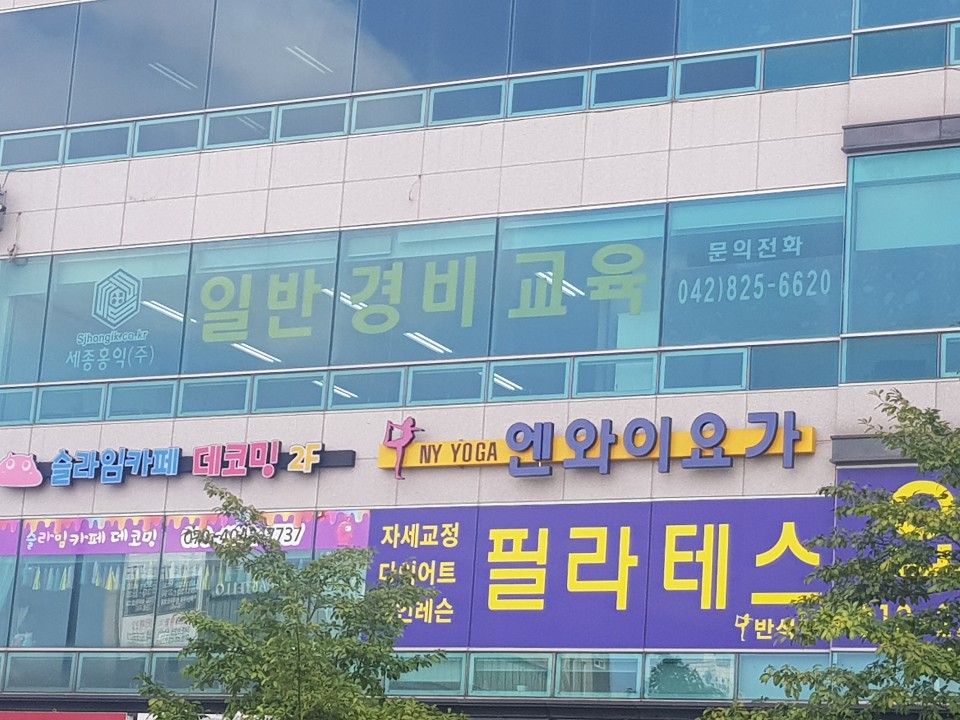 Sjhongik.co.kr
세종홍익(주)
일반경비교육
문의전화
042)825-6620
슬라임카페 데코밍 2F
NY YOGA 엔와이요가
슬라임카페 데코밍
자세교정
필라테스